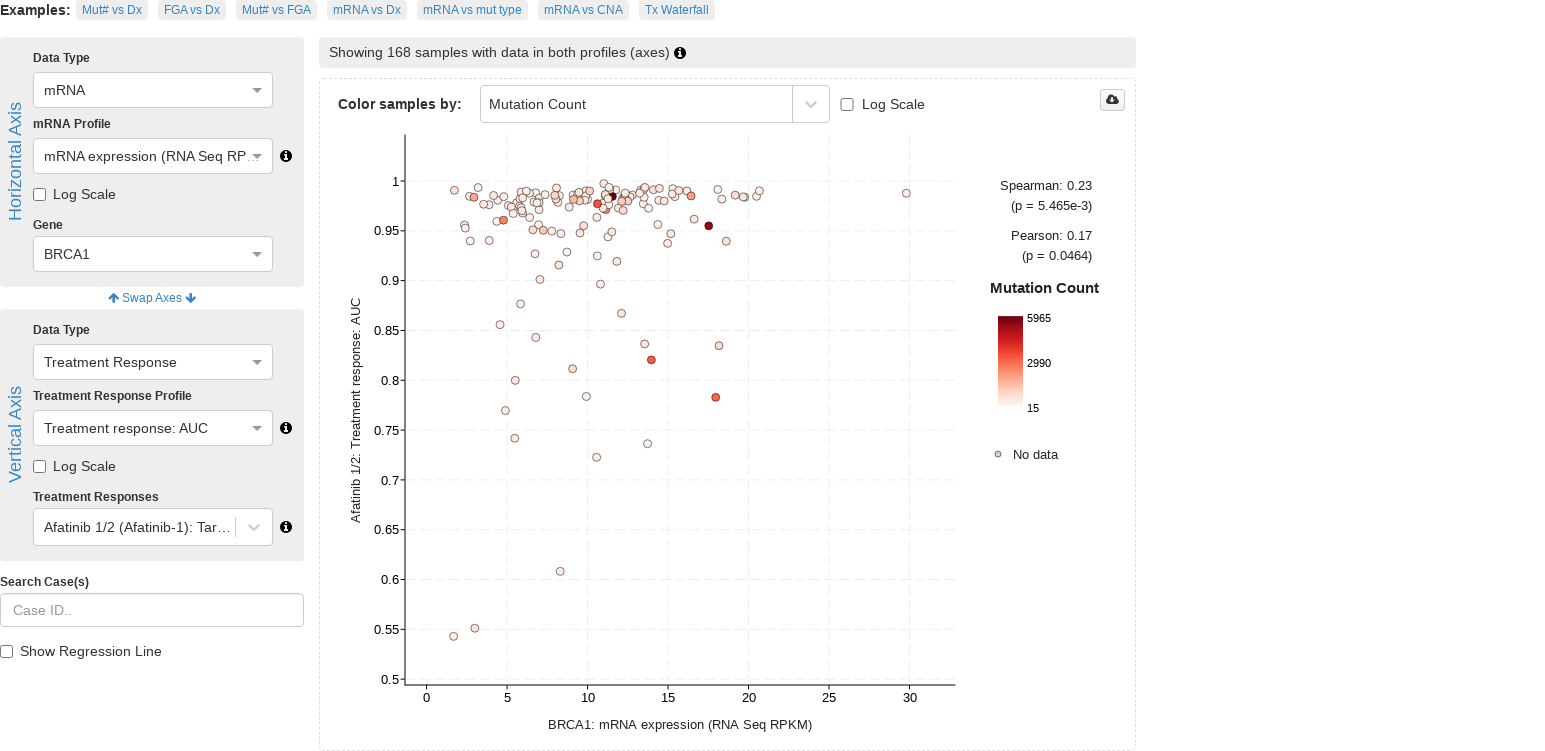 Examples: Mut# vs Dx FGA vs Dx Mut# vs FGA mRNA vs Dx mRNA vs mut type mRNA vs CNA Tx Waterfall
Horizontal Axis
Data Type
mRNA
mRNA Profile
mRNA expression (RNA Seq RP…
Log Scale
Gene
BRCA1
Swap Axes
Vertical Axis
Data Type
Treatment Response
Treatment Response Profile
Treatment response: AUC
Log Scale
Treatment Responses
Afatinib 1/2 (Afatinib-1): Tar…
Search Case(s)
Case ID..
Show Regression Line
Showing 168 samples with data in both profiles (axes)
Color samples by: Mutation Count Log Scale
Afatinib 1/2: Treatment response: AUC
1
0.95
0.9
0.85
0.8
0.75
0.7
0.65
0.6
0.55
0.5
0 5 10 15 20 25 30
BRCA1: mRNA expression (RNA Seq RPKM)
Spearman: 0.23
(p = 5.465e-3)
Pearson: 0.17
(p = 0.0464)
Mutation Count
5965
2990
15
No data